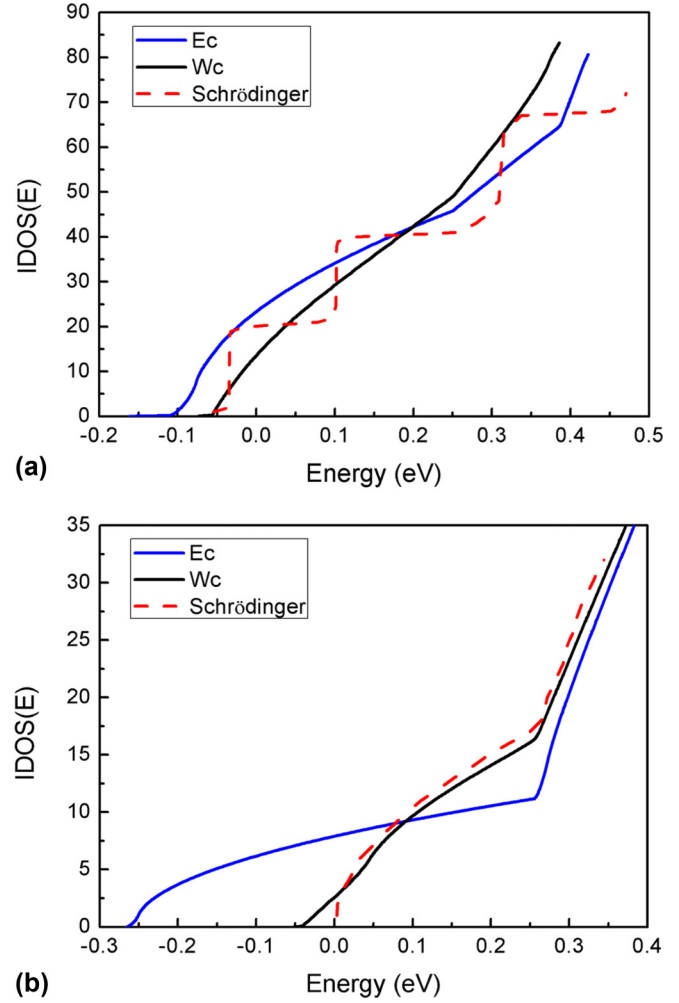 90
80
70
60
50
40
30
20
10
0
IDOS(E)
Ec
Wc
Schrödinger
-0.2 -0.1 0.0 0.1 0.2 0.3 0.4 0.5
Energy (eV)
(a)
35
30
25
20
15
10
5
0
IDOS(E)
Ec
Wc
Schrödinger
-0.3 -0.2 -0.1 0.0 0.1 0.2 0.3 0.4
Energy (eV)
(b)